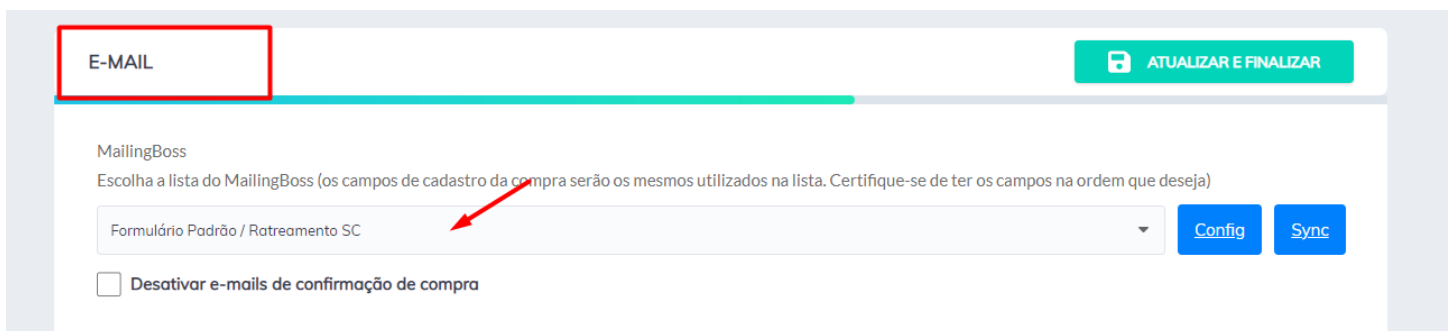 E-MAIL
ATUALIZAR E FINALIZAR
MailingBoss
Escolha a lista do MailingBoss (os campos de cadastro da compra serão os mesmos utilizados na lista. Certifique-se de ter os campos na ordem que deseja)
Formulário Padrão / Ratreamento SC
Config
Sync
Desativar e-mails de confirmação de compra